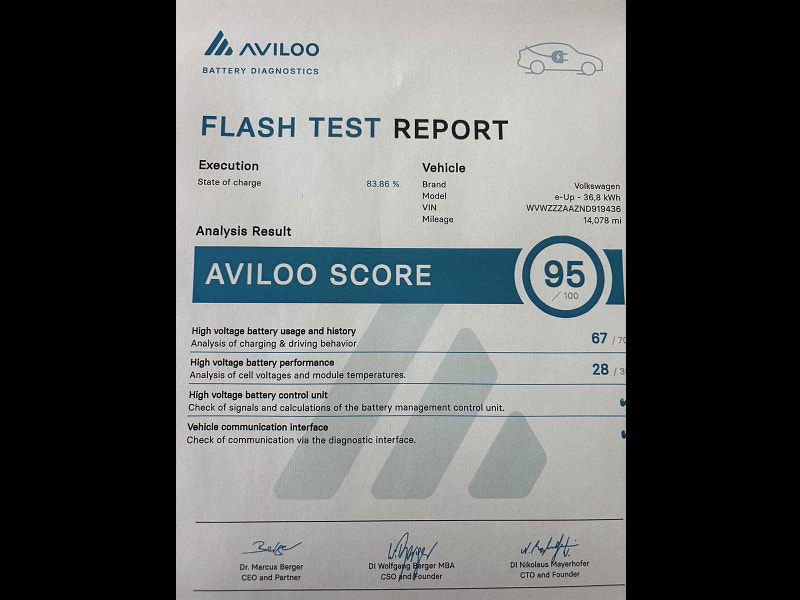 AVILOO
BATTERY DIAGNOSTICS
FLASH TEST REPORT
Execution
State of charge 83.86 %
Vehicle
Brand Volkswagen
Model e-Up - 36,8 kWh
VIN WVWZZZAAZND919436
Mileage 14,078 mi
Analysis Result
AVILOO SCORE 95 / 100
High voltage battery usage and history
Analysis of charging & driving behavior 67 / 70
High voltage battery performance
Analysis of cell voltages and module temperatures. 28 / 3
High voltage battery control unit
Check of signals and calculations of the battery management control unit.
Vehicle communication interface
Check of communication via the diagnostic interface.
Dr. Marcus Berger
CEO and Partner
DI Wolfgang Berger MBA
CSO and Founder
DI Nikolaus Mayerhofer
CTO and Founder